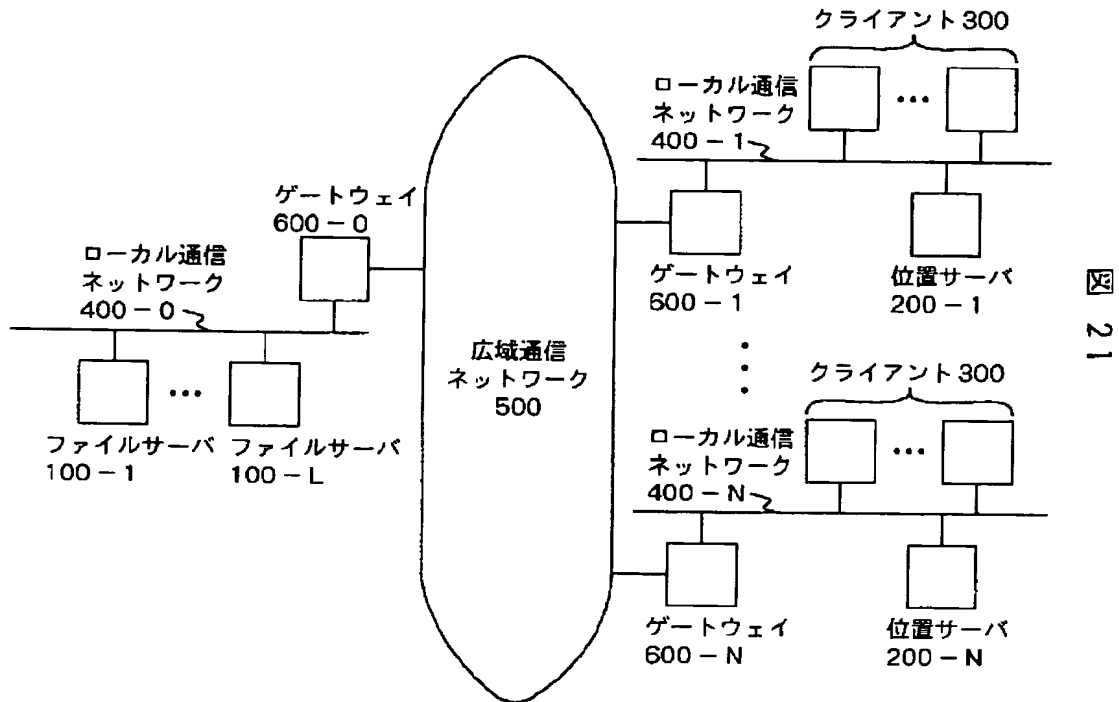 クライアント300
ローカル通信
ネットワーク
400-1
ゲートウェイ
600-0
ローカル通信
ネットワーク
400-0
ゲートウェイ
600-1
位置サーバ
200-1
図 21
広域通信
ネットワーク
500
クライアント300
ファイルサーバ
100-1
ファイルサーバ
100-L
ローカル通信
ネットワーク
400-N
ゲートウェイ
600-N
位置サーバ
200-N